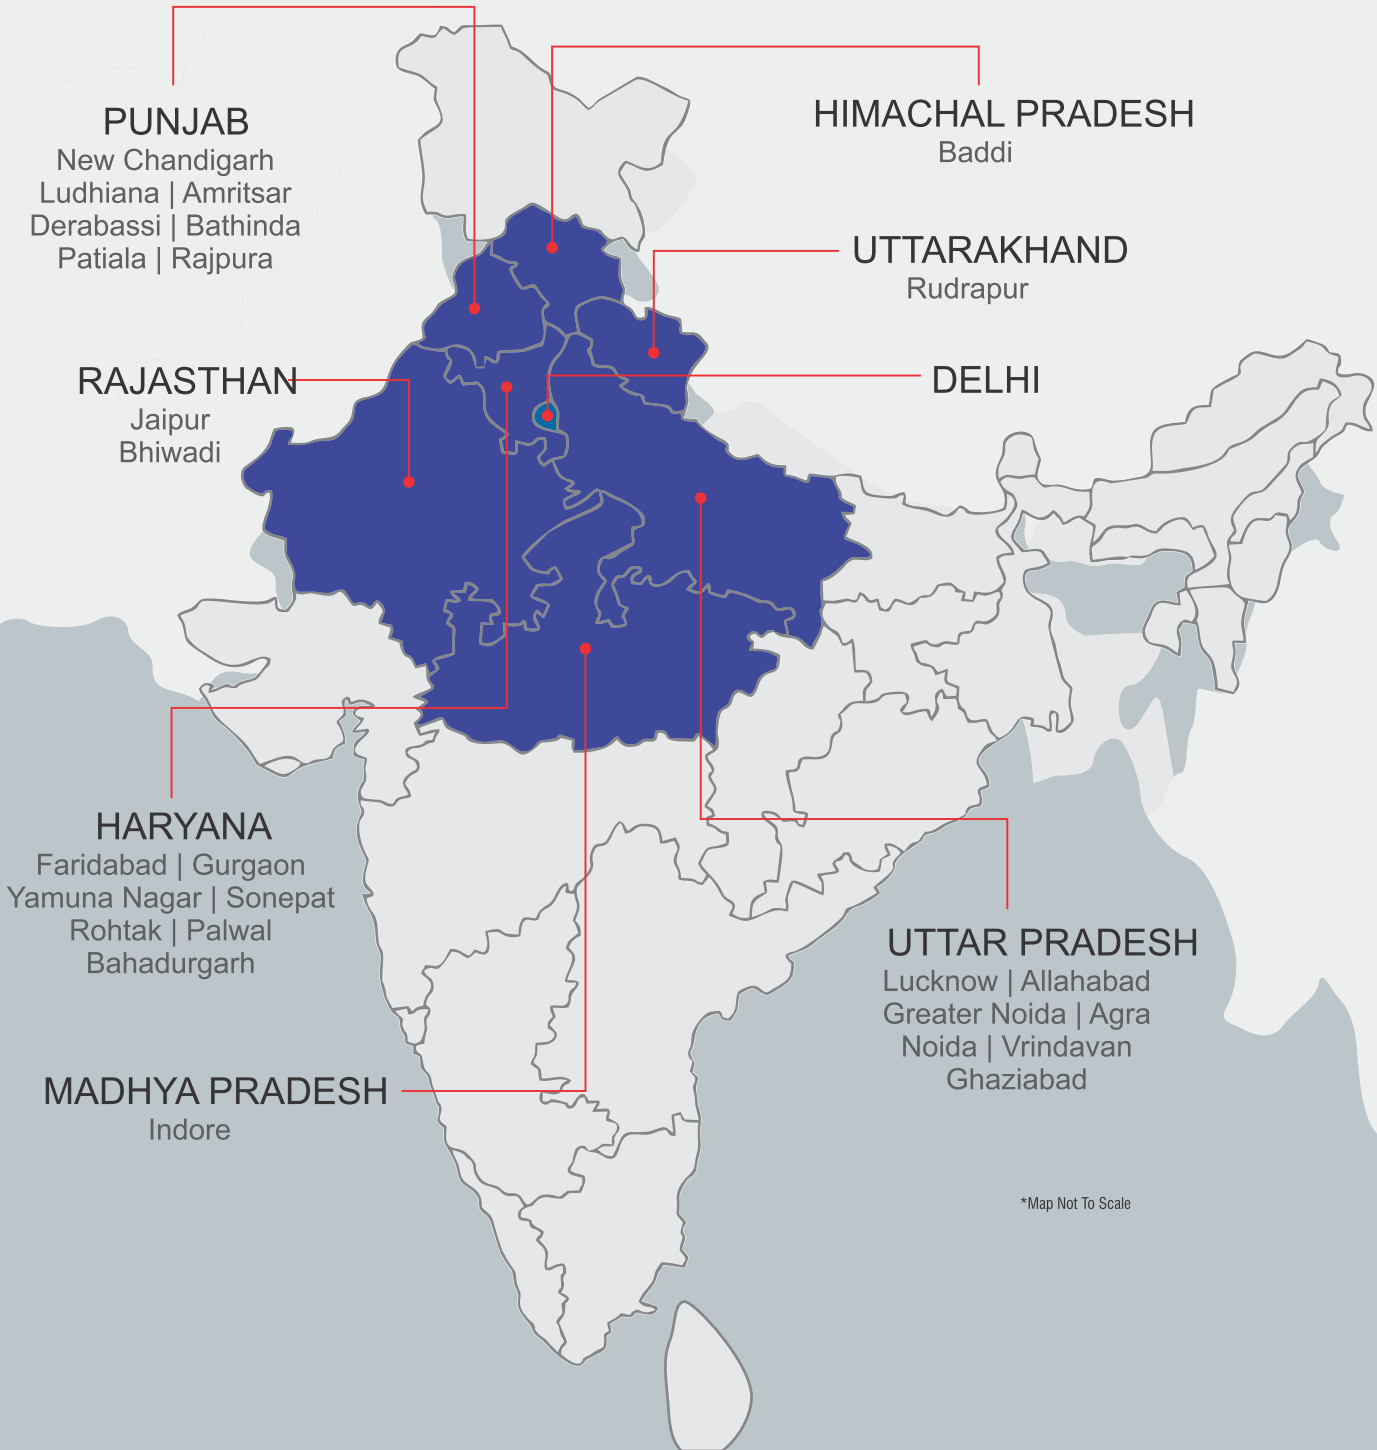 PUNJAB
New Chandigarh
Ludhiana | Amritsar
Derabassi | Bathinda
Patiala | Rajpura
HIMACHAL PRADESH
Baddi
UTTARAKHAND
Rudrapur
RAJASTHAN
Jaipur
Bhiwadi
DELHI
HARYANA
Faridabad | Gurgaon
Yamuna Nagar | Sonepat
Rohtak | Palwal
Bahadurgarh
UTTAR PRADESH
Lucknow | Allahabad
Greater Noida | Agra
Noida | Vrindavan
Ghaziabad
MADHYA PRADESH
Indore
*Map Not To Scale